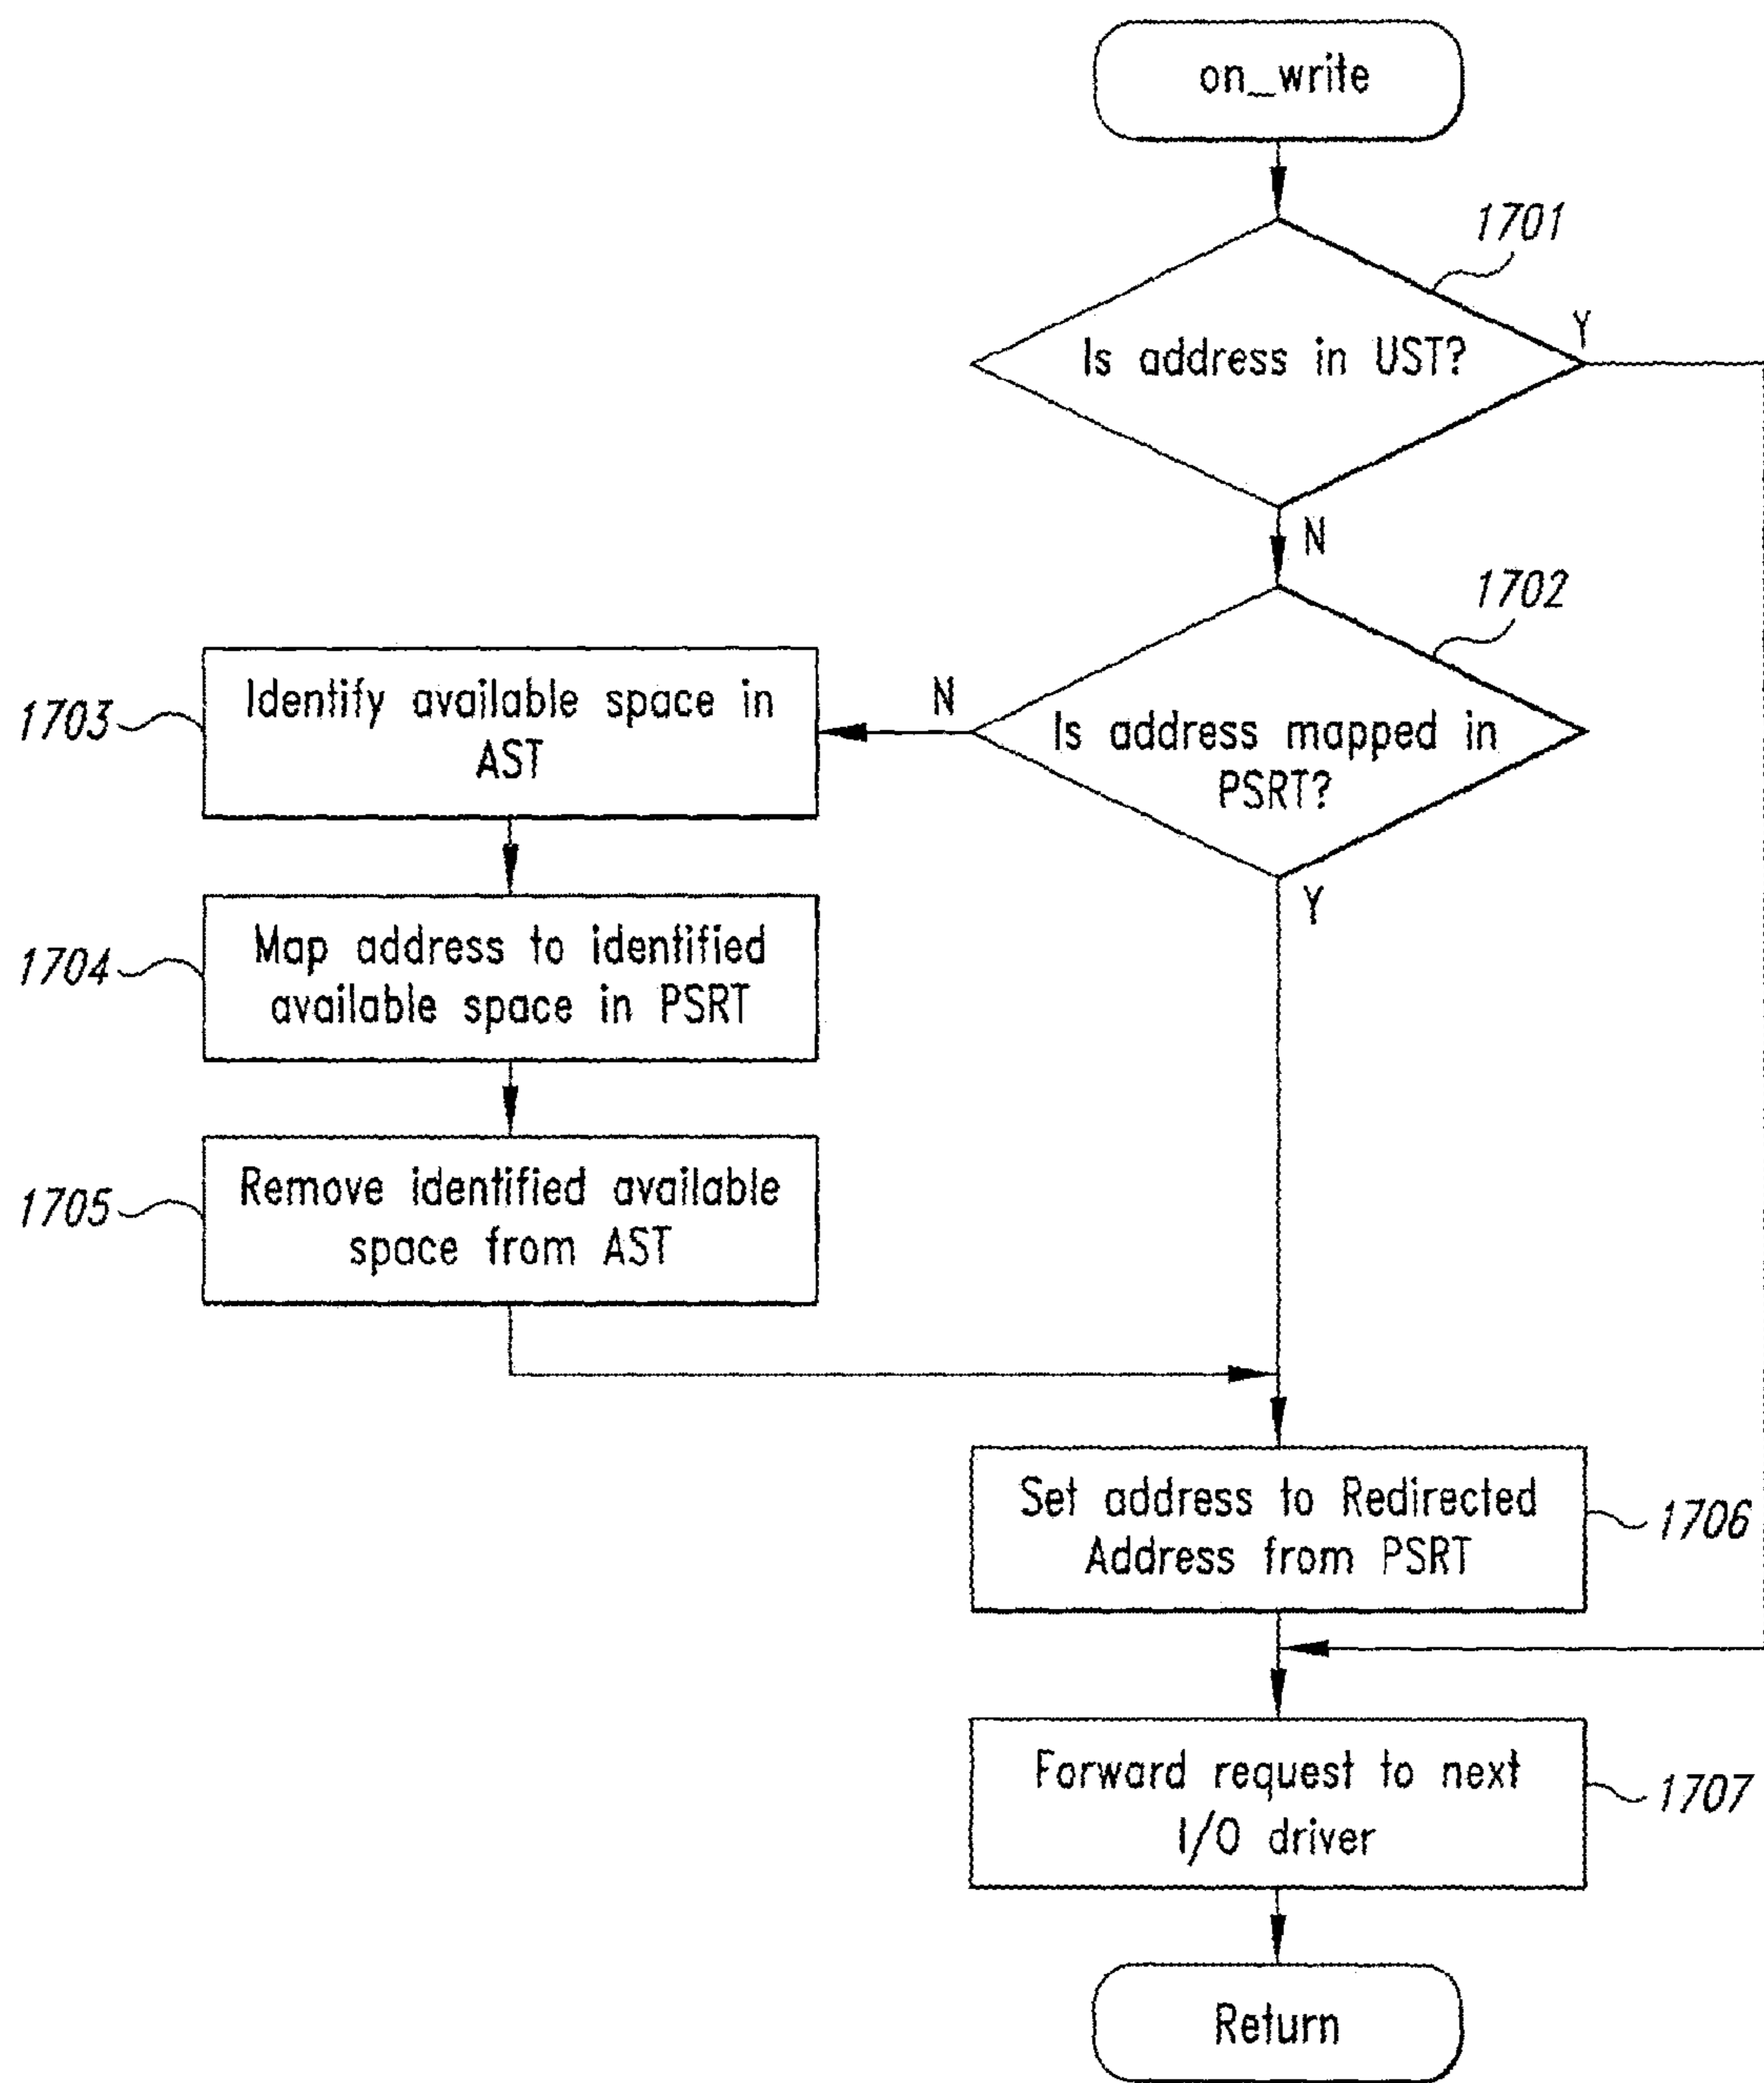 on_write
1701
Is address in UST?
Y
N
1702
Is address mapped in
PSRT?
N
Y
1703
Identify available space in
AST
1704
Map address to identified
available space in PSRT
1705
Remove identified available
space from AST
Set address to Redirected
Address from PSRT
1706
Forward request to next
I/O driver
1707
Return